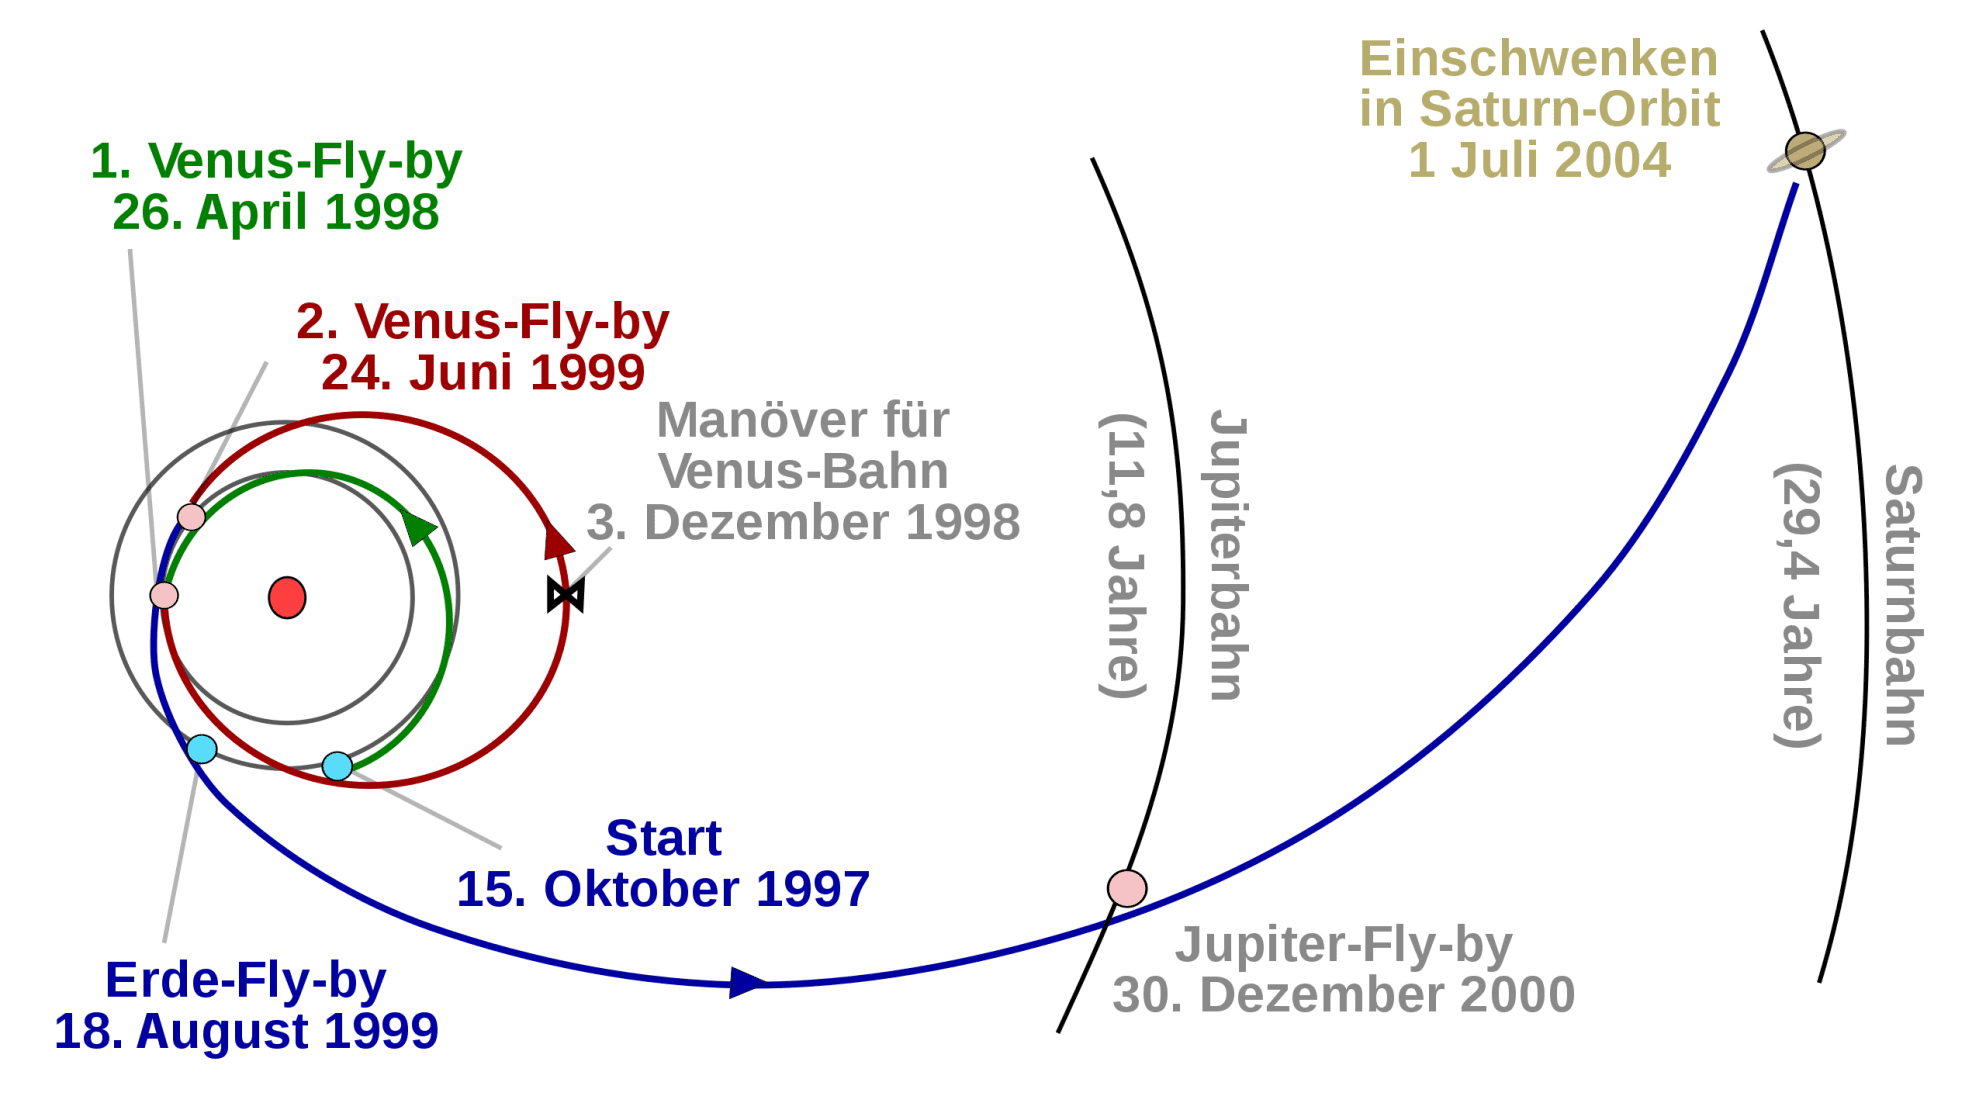 Einschwenken
in Saturn-Orbit
1 Juli 2004
1. Venus-Fly-by
26. April 1998
2. Venus-Fly-by
24. Juni 1999
Manöver für
Venus-Bahn
3. Dezember 1998
Jupiterbahn
(11,8 Jahre)
Saturnbahn
(29,4 Jahre)
Start
15. Oktober 1997
Erde-Fly-by
18. August 1999
Jupiter-Fly-by
30. Dezember 2000